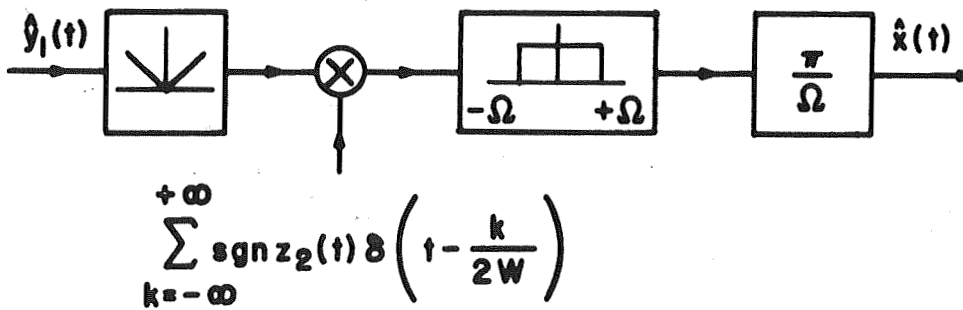 ŷ₁(t)
-Ω +Ω
π/Ω
x̂(t)
+∞
∑ sgn z₂(t) δ ( t - k/2W )
k=-∞